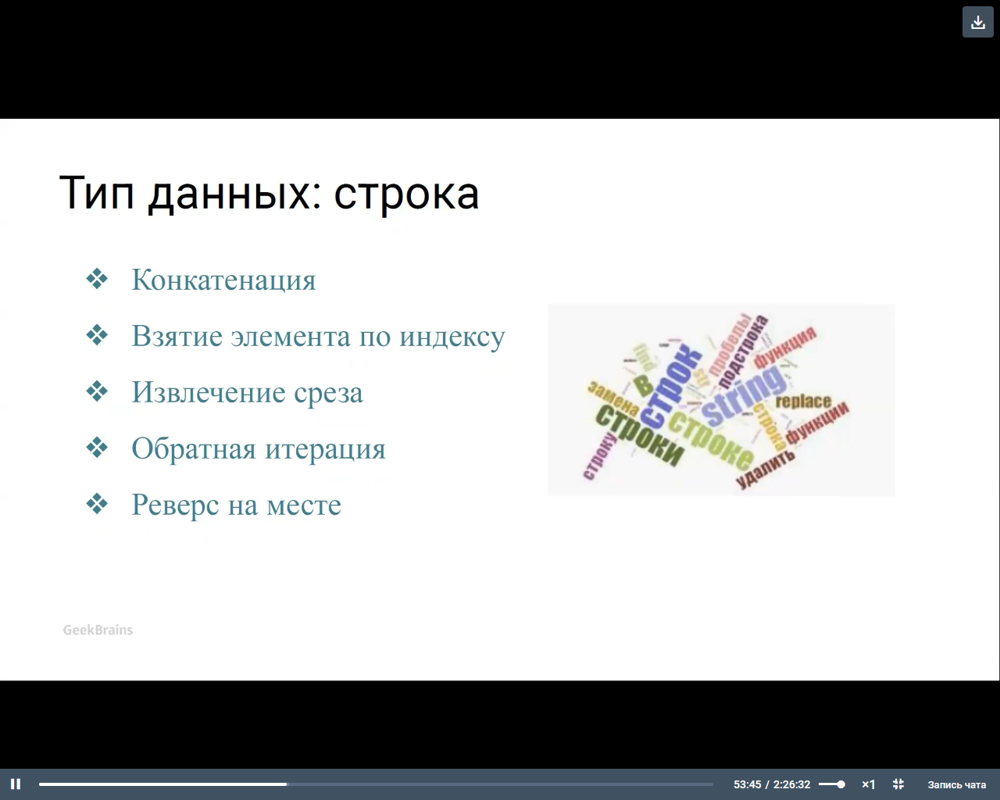 Тип данных: строка
Конкатенация
Взятие элемента по индексу
Извлечение среза
Обратная итерация
Реверс на месте
find
В
строк
str
пробелы
подстрока
функция
замена
string
replace
строки
строке
строка
функции
строку
удалить
GeekBrains
53:45 / 2:26:32
×1
Запись чата